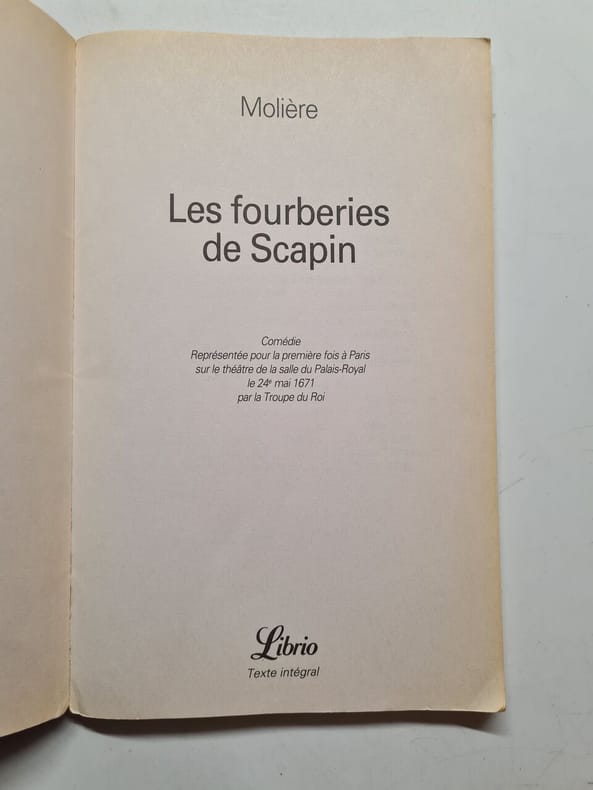 Molière
Les fourberies
de Scapin
Comédie
Représentée pour la première fois à Paris
sur le théâtre de la salle du Palais-Royal
le 24e mai 1671
par la Troupe du Roi
Librio
Texte intégral